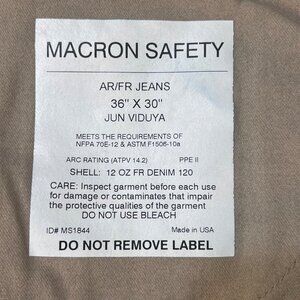 MACRON SAFETY
AR/FR JEANS
36" X 30"
JUN VIDUYA
MEETS THE REQUIREMENTS OF
NFPA 70E-12 & ASTM F1506-10a
ARC RATING (ATPV 14.2) PPE II
SHELL: 12 OZ FR DENIM 120
CARE: Inspect garment before each use
for damage or contaminates that impair
the protective qualities of the garment
DO NOT USE BLEACH
ID# MS1844 Made in USA
DO NOT REMOVE LABEL